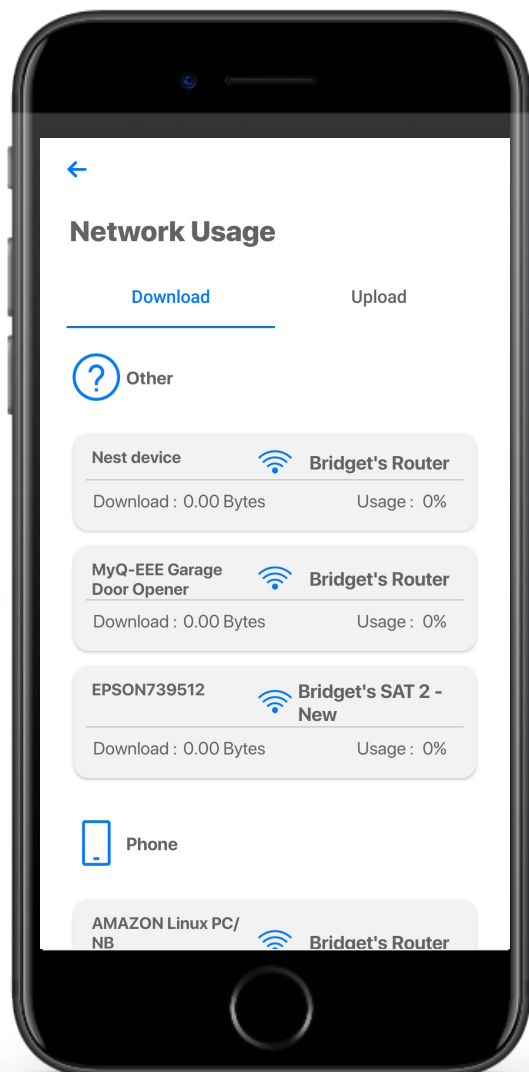 Network Usage
Download Upload
Other
Nest device Bridget's Router
Download : 0.00 Bytes Usage : 0%
MyQ-EEE Garage
Door Opener
Bridget's Router
Download : 0.00 Bytes Usage : 0%
EPSON739512
Bridget's SAT 2 -
New
Download : 0.00 Bytes Usage : 0%
Phone
AMAZON Linux PC/
NB
Bridget's Router